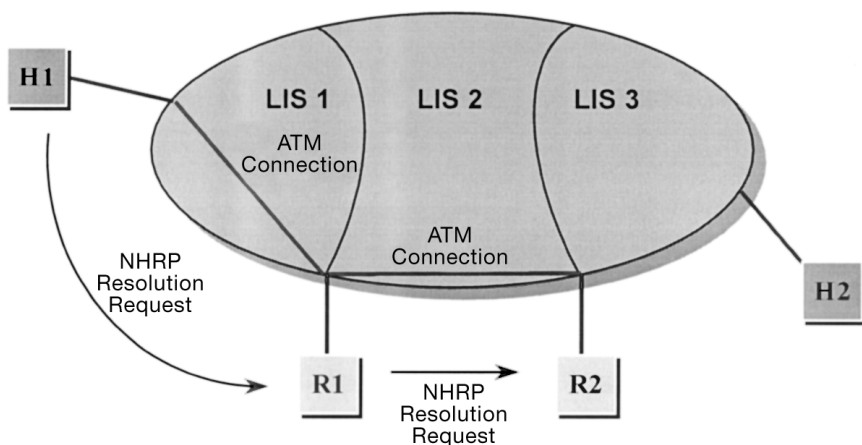 H1
LIS 1
LIS 2
LIS 3
ATM
Connection
ATM
Connection
NHRP
Resolution
Request
H2
R1
R2
NHRP
Resolution
Request